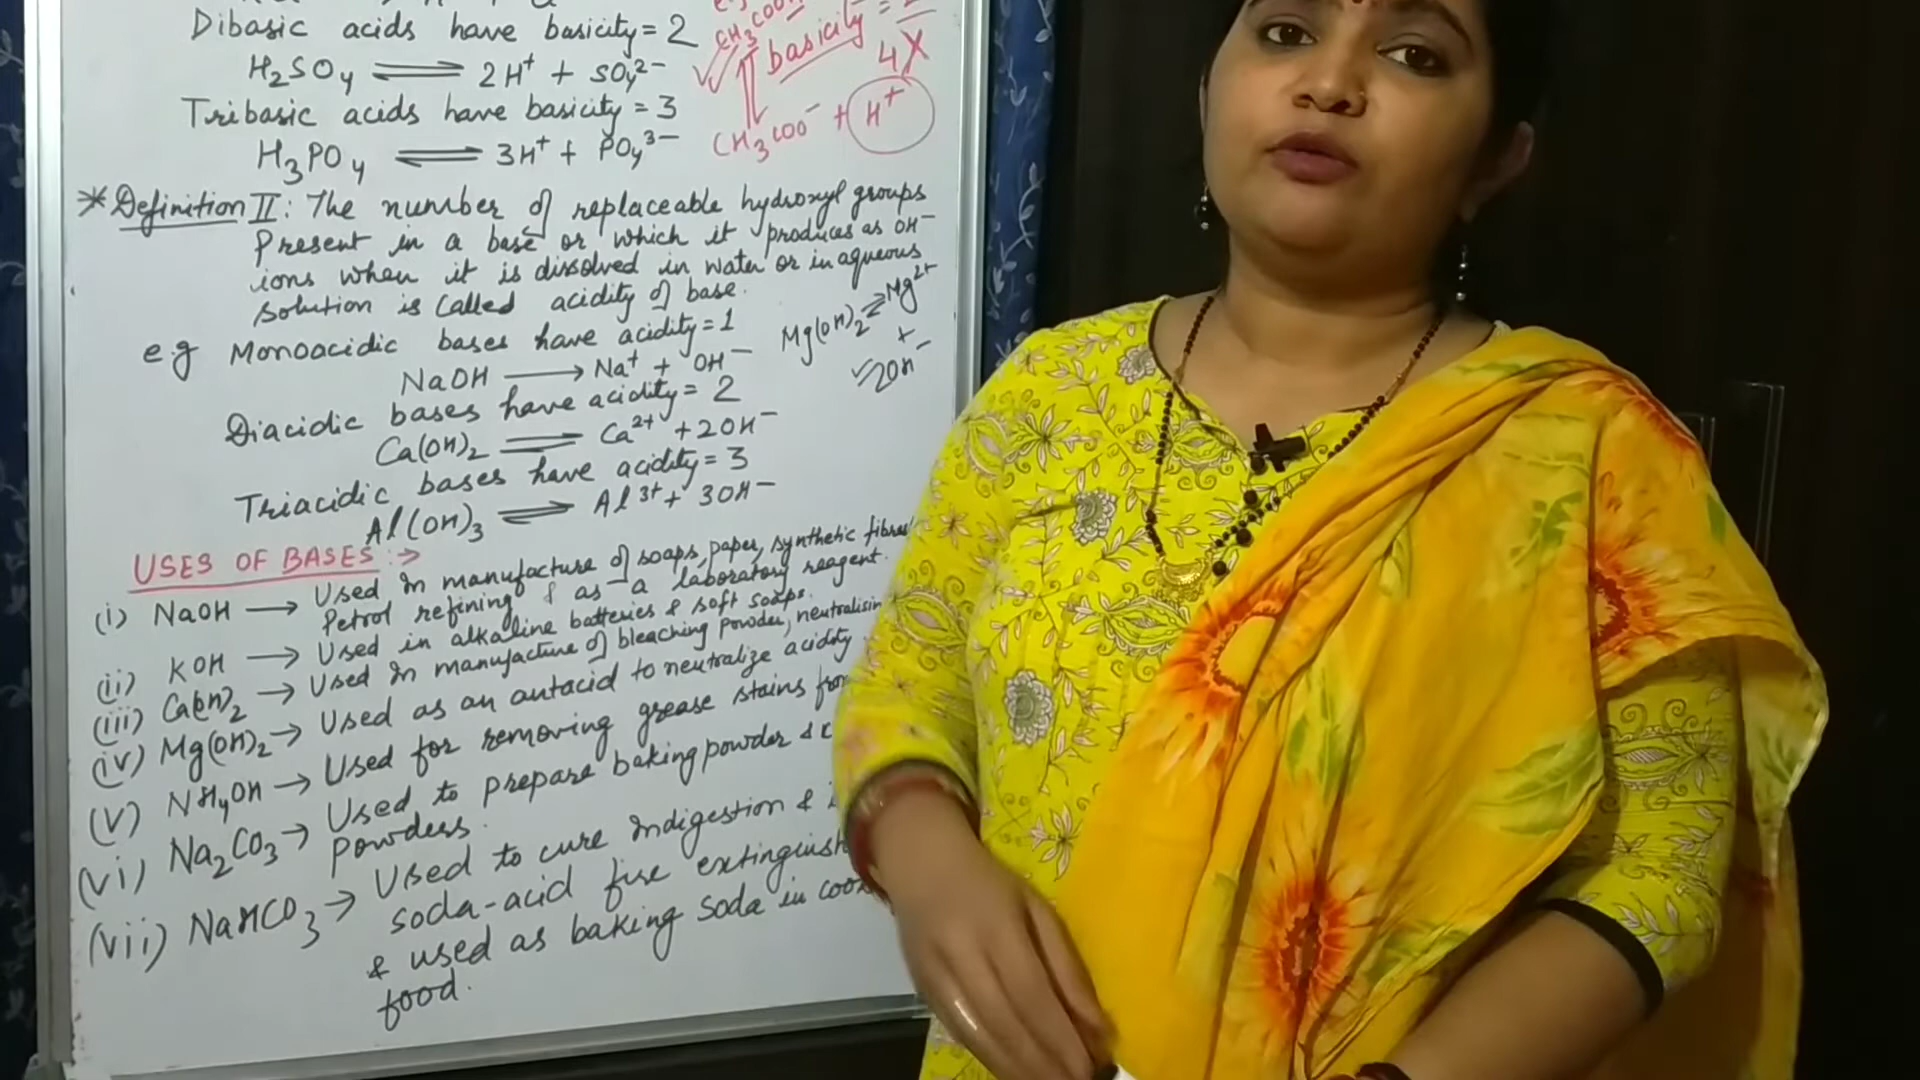 Dibasic acids have basicity = 2
H₂SO₄ ⇌ 2H⁺ + SO₄²⁻
Tribasic acids have basicity = 3
H₃PO₄ ⇌ 3H⁺ + PO₄³⁻
CH₃COO
basicity =
4 X
CH₃COO⁻ + H⁺
* Definition II : The number of replaceable hydroxyl groups
Present in a base or which it produces as OH⁻
ions when it is dissolved in water or in aqueous
solution is called acidity of base.
e.g Monoacidic bases have acidity = 1
NaOH → Na⁺ + OH⁻
Mg(OH)₂ ⇌ Mg²⁺
+
2OH⁻
Diacidic bases have acidity = 2
Ca(OH)₂ ⇌ Ca²⁺ + 2OH⁻
Triacidic bases have acidity = 3
Al(OH)₃ ⇌ Al³⁺ + 3OH⁻
USES OF BASES :→
(i) NaOH → Used In manufacture of soaps, paper, synthetic fibres
Petrol refining & as a laboratory reagent.
(ii) KOH → Used in alkaline batteries & soft soaps.
(iii) Ca(OH)₂ → Used In manufacture of bleaching powder, neutralisin
(iv) Mg(OH)₂ → Used as an antacid to neutralize acidity
(v) NH₄OH → Used for removing grease stains from
(vi) Na₂CO₃ → Used to prepare baking powder &
powders.
(vii) NaHCO₃ → Used to cure Indigestion &
soda-acid fire extinguish
& used as baking soda in
food.